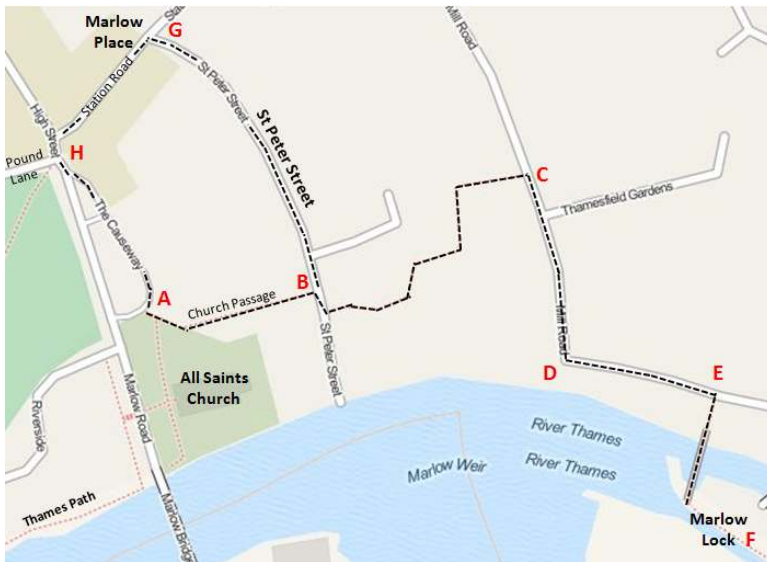 Marlow
Place
G
Sta
Station Road
St Peter Street
St Peter Street
Mill Road
High Street
Pound
Lane
H
C
Thamesfield Gardens
The Causeway
A
Church Passage
B
St Peter Street
Mill Road
D
E
All Saints
Church
Riverside
Marlow Road
River Thames
River Thames
Marlow Weir
Thames Path
Marlow Bridge
Marlow
Lock
F